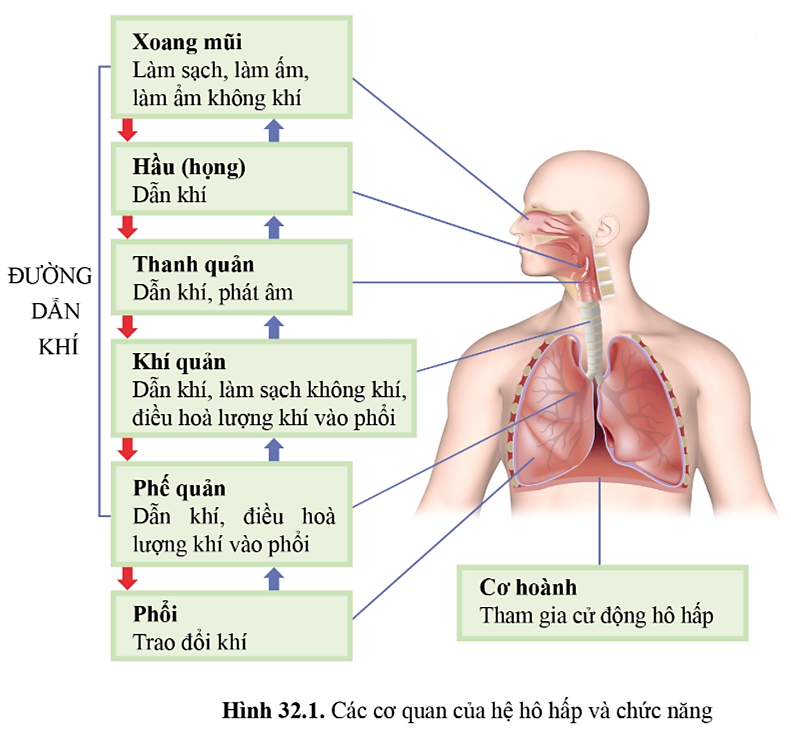 Xoang mũi
Làm sạch, làm ấm,
làm ẩm không khí
Hầu (họng)
Dẫn khí
Thanh quản
Dẫn khí, phát âm
ĐƯỜNG
DẪN
KHÍ
Khí quản
Dẫn khí, làm sạch không khí,
điều hoà lượng khí vào phổi
Phế quản
Dẫn khí, điều hoà
lượng khí vào phổi
Phổi
Trao đổi khí
Cơ hoành
Tham gia cử động hô hấp
Hình 32.1. Các cơ quan của hệ hô hấp và chức năng